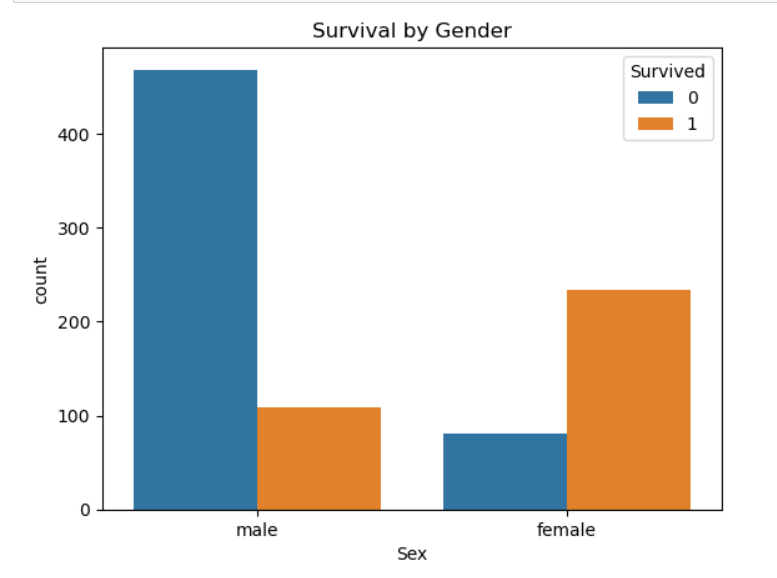 Survival by Gender
Survived
0
1
400
300
200
100
0
count
male
female
Sex